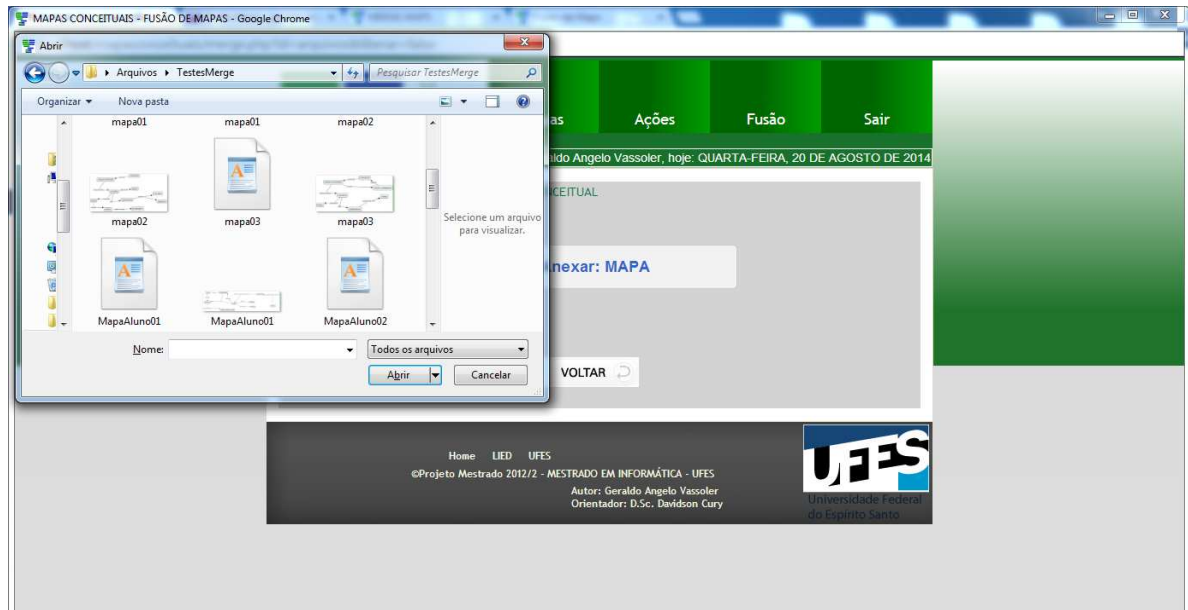 MAPAS CONCEITUAIS - FUSÃO DE MAPAS - Google Chrome
Abrir
Arquivos TestesMerge
Pesquisar TestesMerge
Organizar Nova pasta
mapa01 mapa01 mapa02
mapa02 mapa03 mapa03
Selecione um arquivo
para visualizar.
MapaAluno01 MapaAluno01 MapaAluno02
Nome:
Todos os arquivos
Abrir Cancelar
as Ações Fusão Sair
aldo Angelo Vassoler, hoje: QUARTA-FEIRA, 20 DE AGOSTO DE 2014
CEITUAL
nexar: MAPA
VOLTAR
Home LIED UFES
©Projeto Mestrado 2012/2 - MESTRADO EM INFORMÁTICA - UFES
Autor: Geraldo Angelo Vassoler
Orientador: D.Sc. Davidson Cury
UFES
Universidade Federal
do Espírito Santo